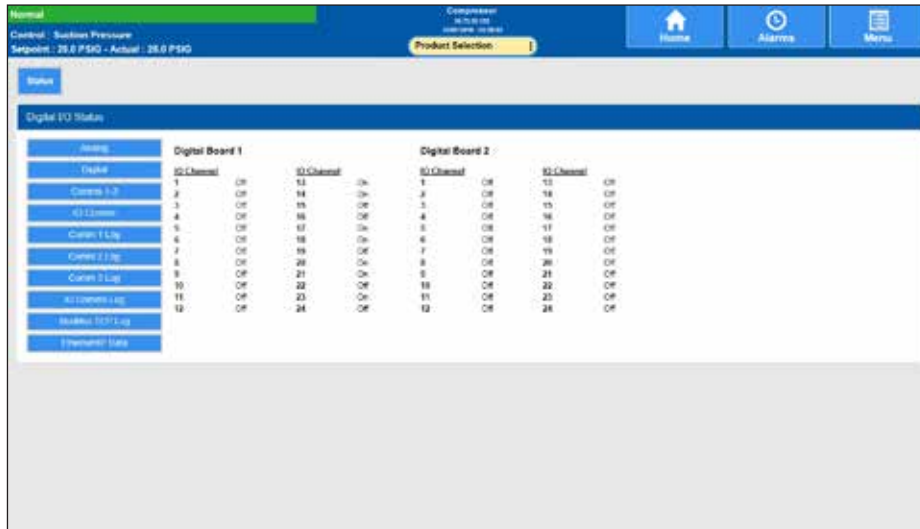 Normal
Control : Suction Pressure
Setpoint : 28.0 PSIG - Actual : 28.0 PSIG
Compressor
Product Selection
Home
Alarms
Menu
Status
Digital I/O Status
Analog
Digital
Comms 1-3
IO Comm
Comm 1 Log
Comm 2 Log
Comm 3 Log
IO Comms Log
Modbus TCP Log
Ethernet/IP Data
Digital Board 1
Digital Board 2
IO Channel IO Channel IO Channel IO Channel
1 Off 13 On 1 Off 13 Off
2 Off 14 On 2 Off 14 Off
3 Off 15 Off 3 Off 15 Off
4 Off 16 Off 4 Off 16 Off
5 Off 17 On 5 Off 17 Off
6 Off 18 On 6 Off 18 Off
7 Off 19 Off 7 Off 19 Off
8 Off 20 On 8 Off 20 Off
9 Off 21 On 9 Off 21 Off
10 Off 22 Off 10 Off 22 Off
11 Off 23 On 11 Off 23 Off
12 Off 24 Off 12 Off 24 Off